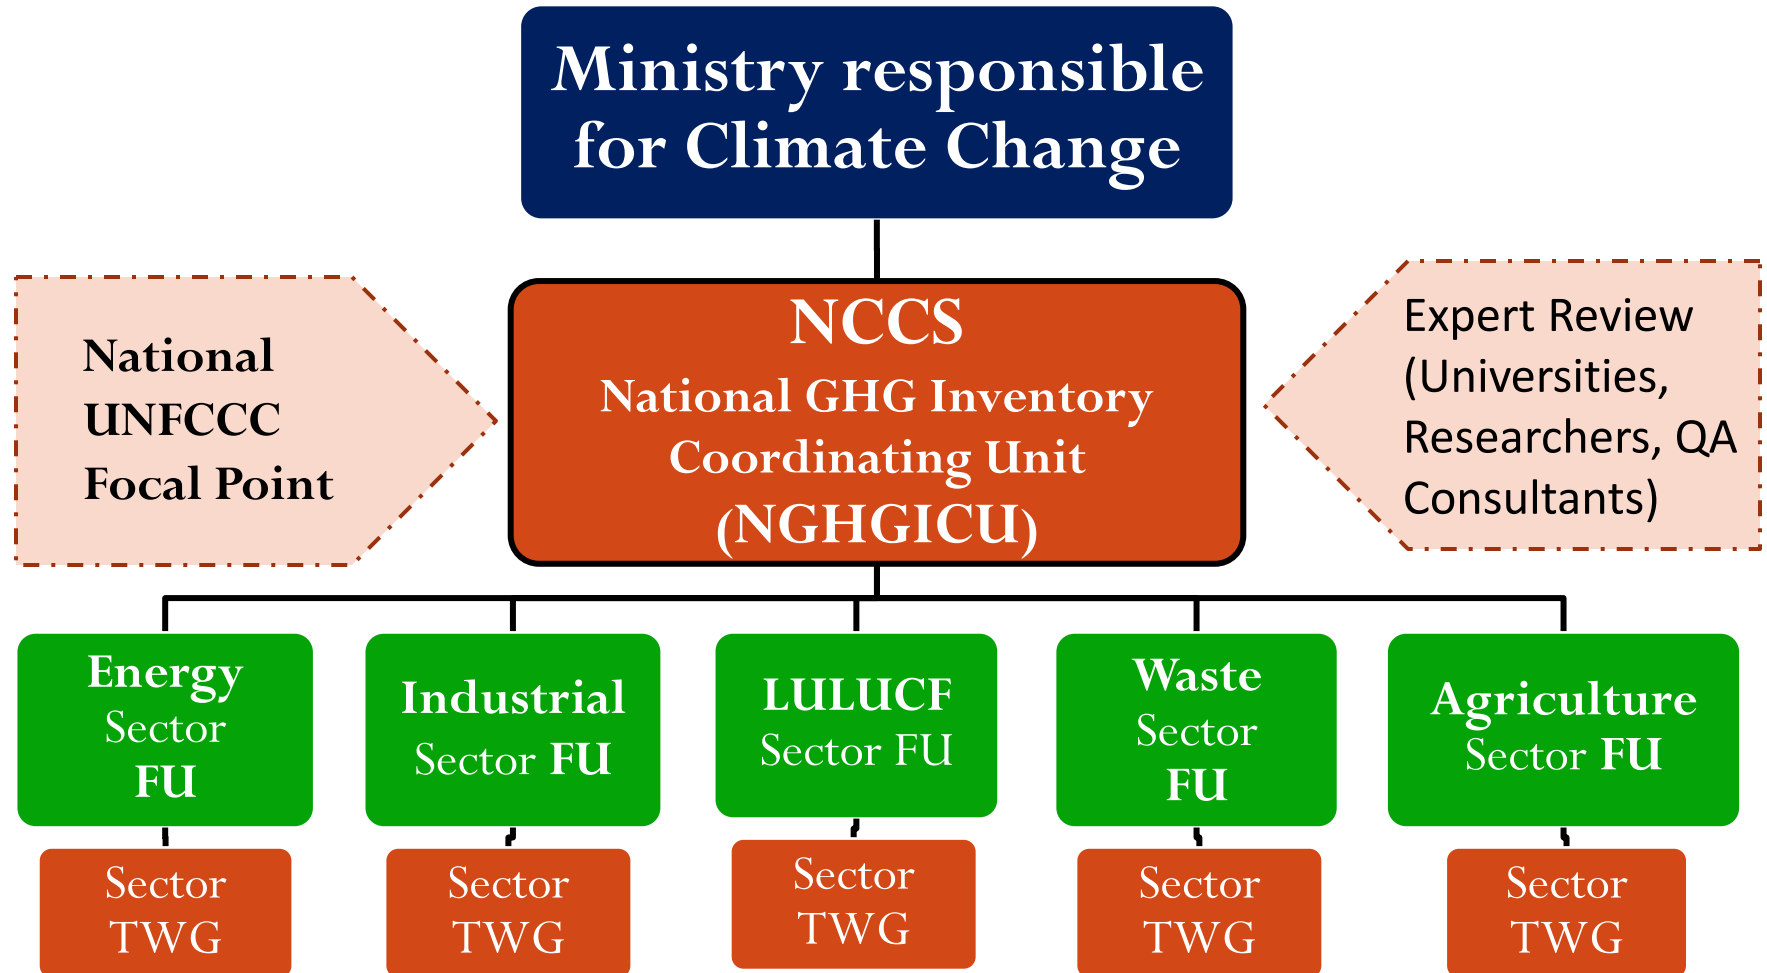 Ministry responsible
for Climate Change
National
UNFCCC
Focal Point
NCCS
National GHG Inventory
Coordinating Unit
(NGHGICU)
Expert Review
(Universities,
Researchers, QA
Consultants)
Energy
Sector
FU
Industrial
Sector FU
LULUCF
Sector FU
Waste
Sector
FU
Agriculture
Sector FU
Sector
TWG
Sector
TWG
Sector
TWG
Sector
TWG
Sector
TWG